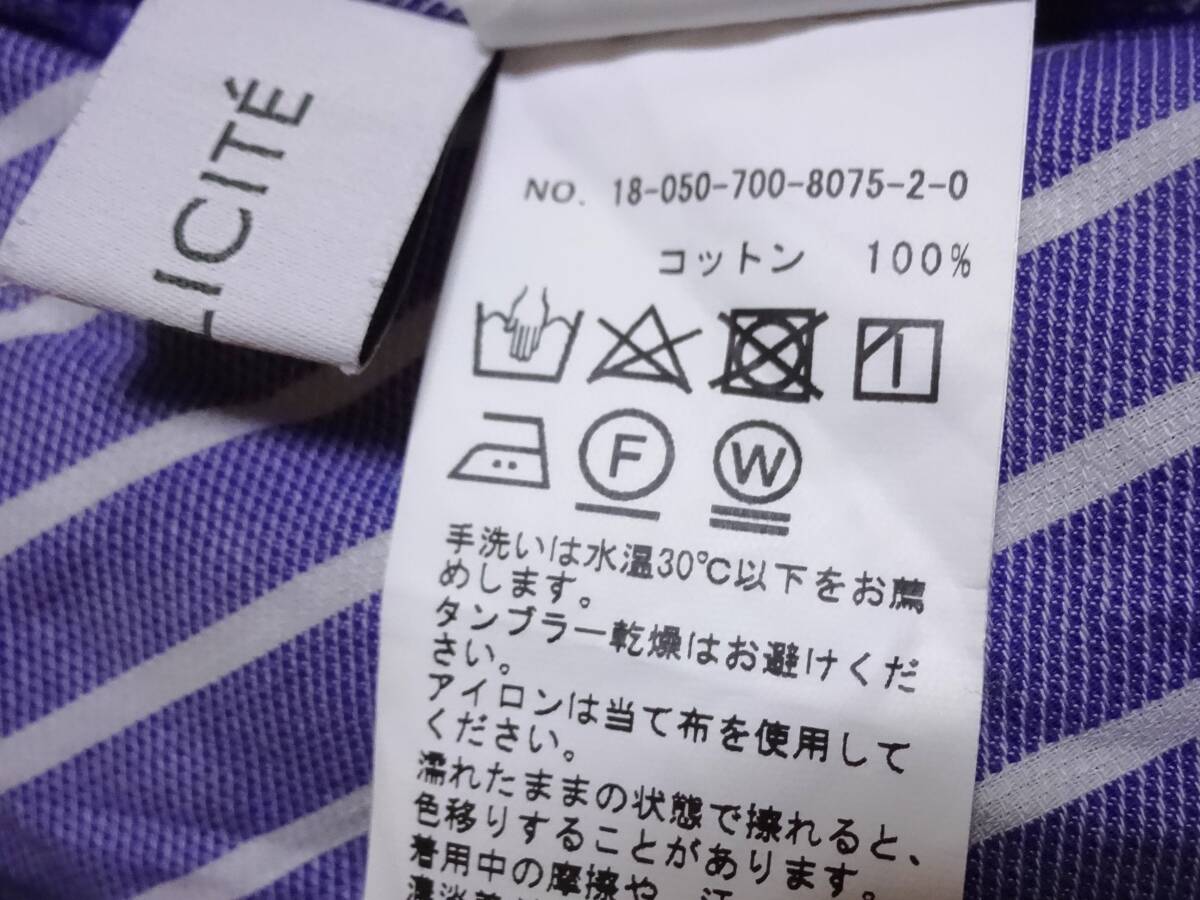 ICITÉ
NO. 18-050-700-8075-2-0
コットン 100%
F W
手洗いは水温30℃以下をお薦
めします。
タンブラー乾燥はお避けくだ
さい。
アイロンは当て布を使用して
ください。
濡れたままの状態で擦れると、
色移りすることがあります。
着用中の摩擦や、汗
濃淡